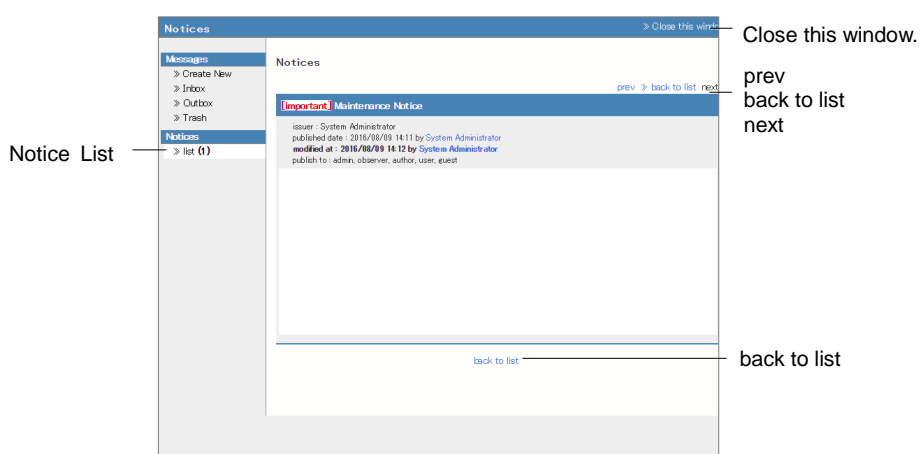 Notices
≫ Close this windo
Close this window.
Messages
≫ Create New
≫ Inbox
≫ Outbox
≫ Trash
Notices
≫ list (1)
Notice List
Notices
prev ≫ back to list next
prev
back to list
next
[important] Maintenance Notice
issuer : System Administrator
published date : 2016/08/09 14:11 by System Administrator
modified at : 2016/08/09 14:12 by System Administrator
publish to : admin, observer, author, user, guest
back to list
back to list